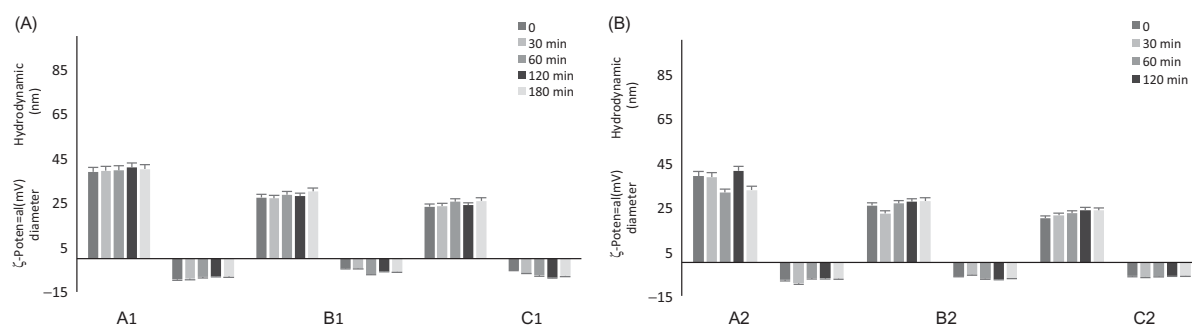 (A)
0
30 min
60 min
120 min
180 min
Hydrodynamic
(nm)
ζ-Poten=al(mV)
diameter
85
65
45
25
5
−15
A1
B1
C1
(B)
0
30 min
60 min
120 min
Hydrodynamic
(nm)
ζ-Poten=al(mV)
diameter
85
65
45
25
5
−15
A2
B2
C2